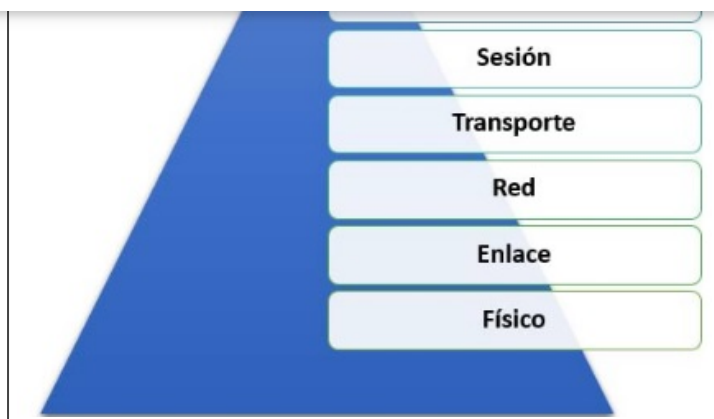 Sesión
Transporte
Red
Enlace
Físico